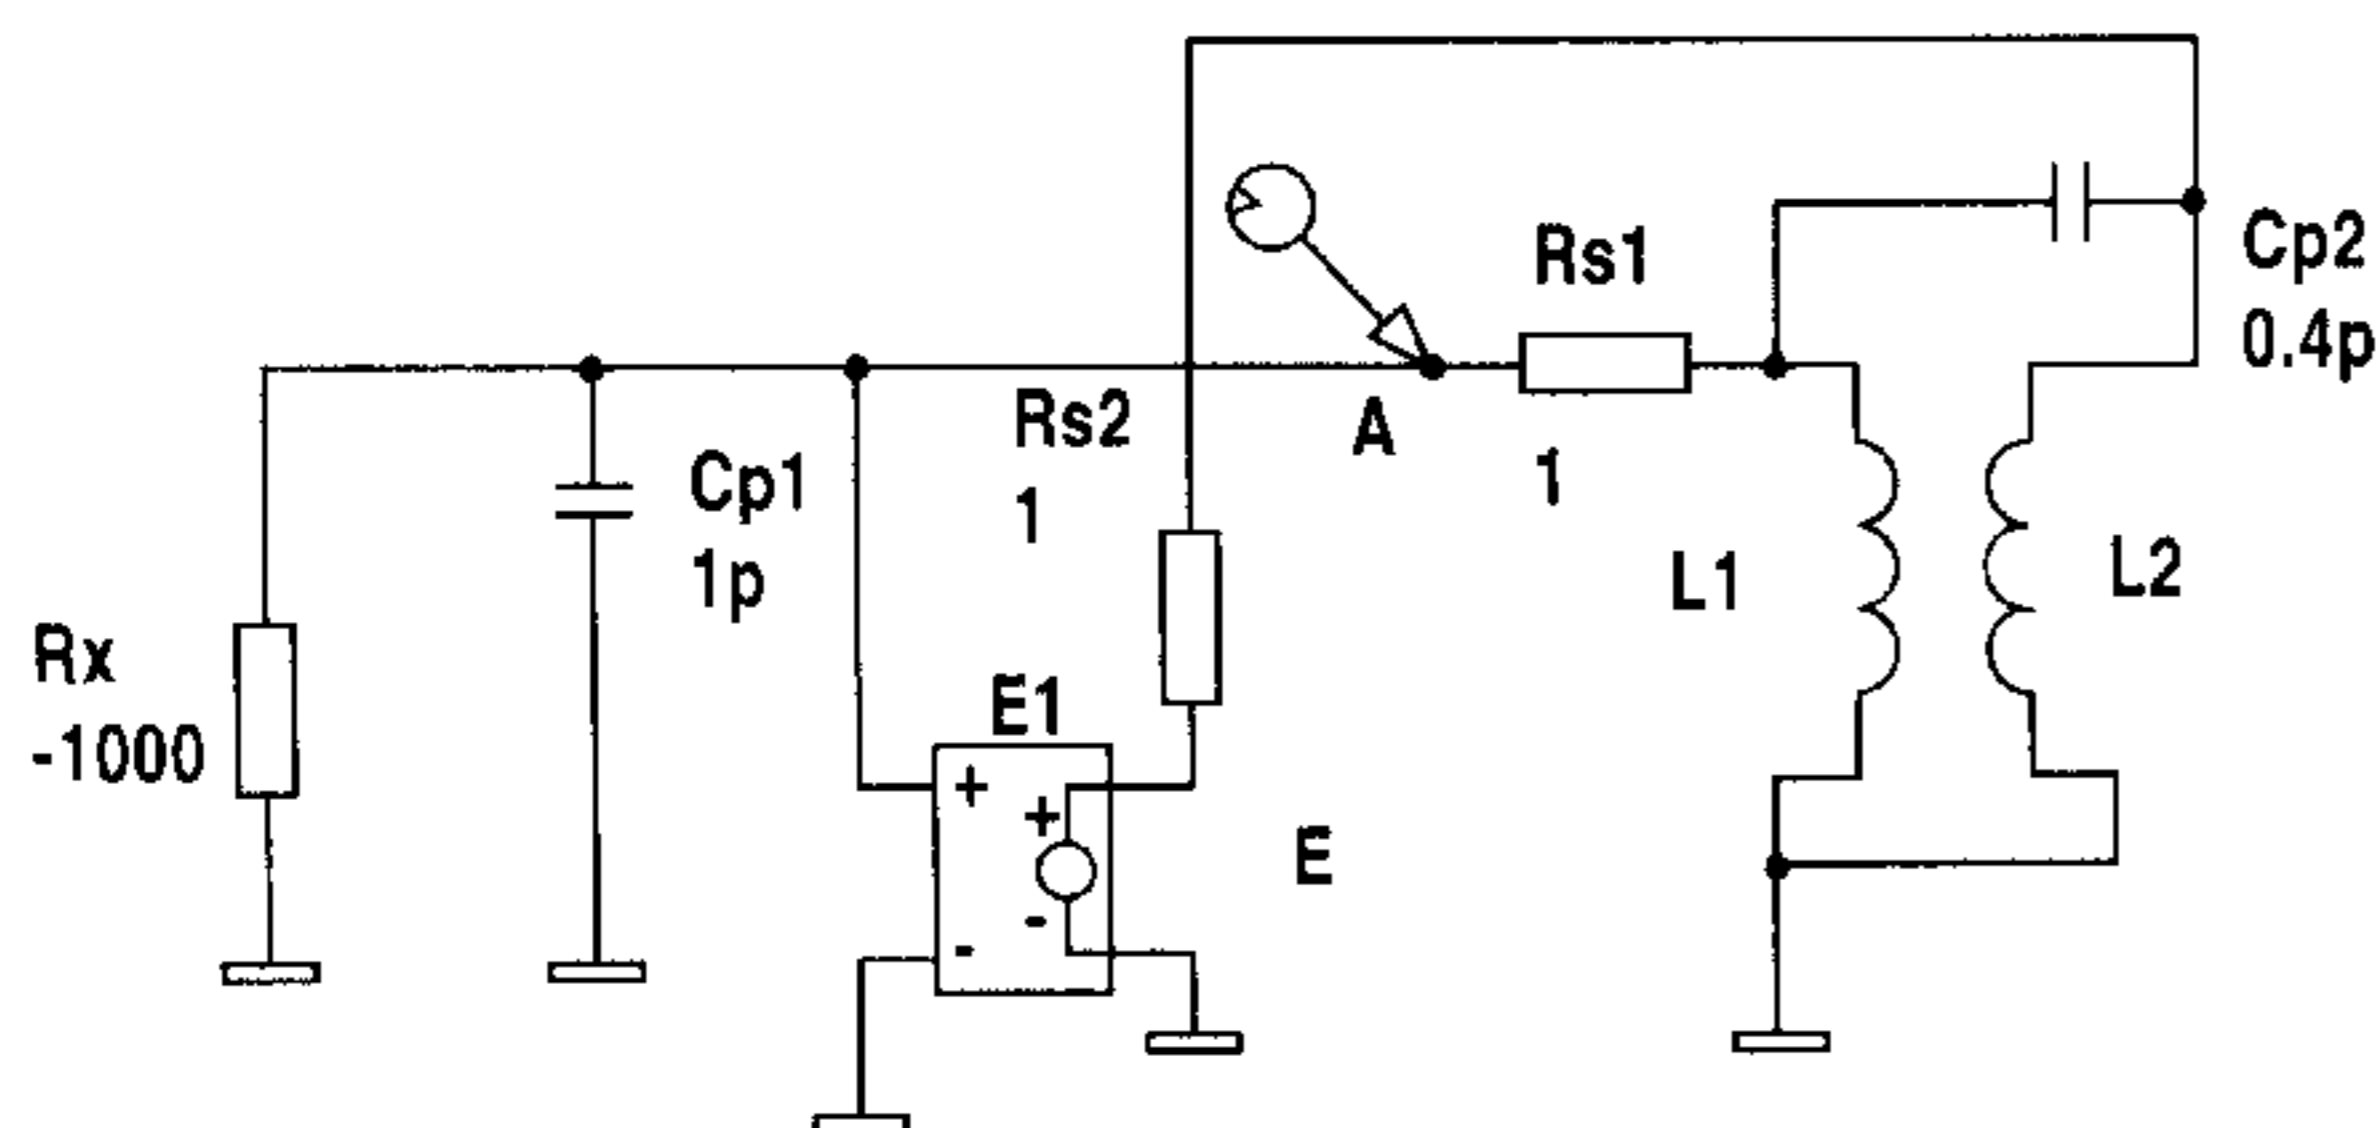 Rs1
Cp2
0.4p
Rs2
1
A
1
Cp1
1p
L1
L2
Rx
-1000
E1
+
+
E
-
-